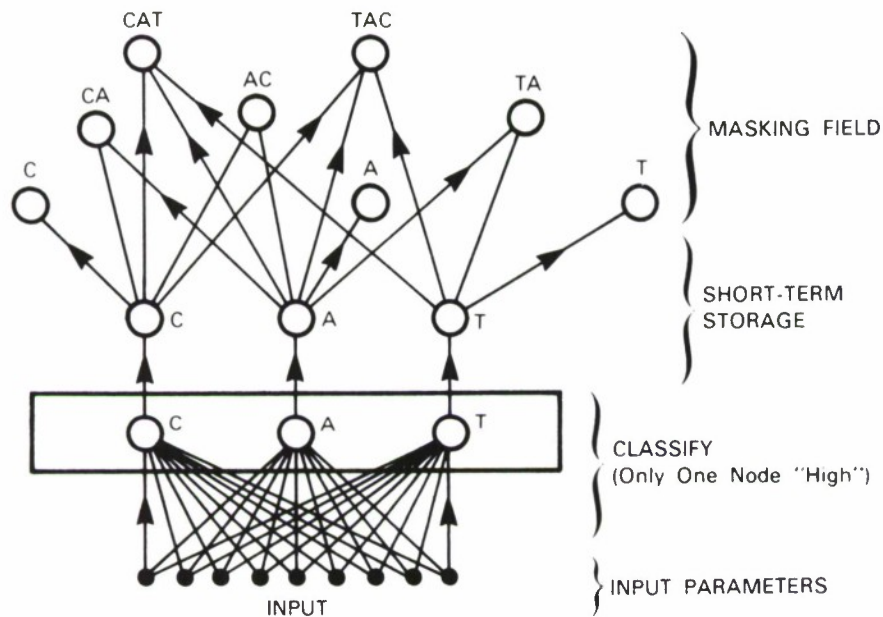 CAT
TAC
CA
AC
TA
C
A
T
MASKING FIELD
C
A
T
SHORT-TERM
STORAGE
C
A
T
CLASSIFY
(Only One Node "High")
INPUT PARAMETERS
INPUT